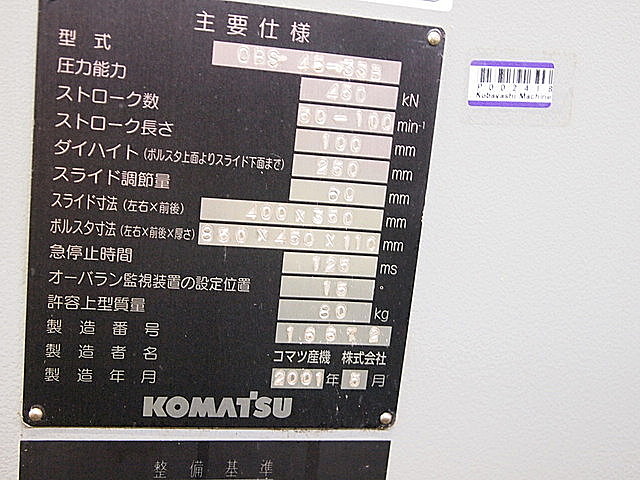 主要仕様
型式 OBS 45-3SB
圧力能力 450 kN
ストローク数 60-100 min⁻¹
ストローク長さ 100 mm
ダイハイト(ボルスタ上面よりスライド下面まで) 250 mm
スライド調節量 60 mm
スライド寸法(左右×前後) 400×350 mm
ボルスタ寸法(左右×前後×厚さ) 850×450×110 mm
急停止時間 125 ms
オーバラン監視装置の設定位置 15 °
許容上型質量 80 kg
製造番号
製造者名 コマツ産機 株式会社
製造年月 2001年5月
KOMATSU
整備基準
P002418
Kobayashi Machine